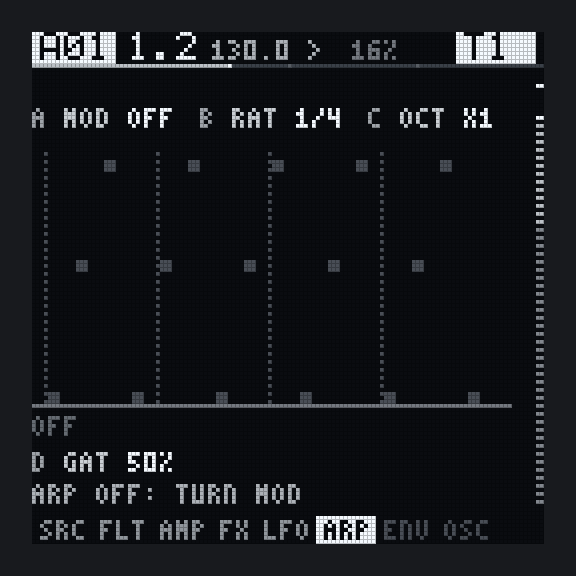 A01 1.2 130.0 > 16% T1
A MOD OFF B RAT 1/4 C OCT X1
OFF
D GAT 50%
ARP OFF: TURN MOD
SRC FLT AMP FX LFO ARP ENV OSC